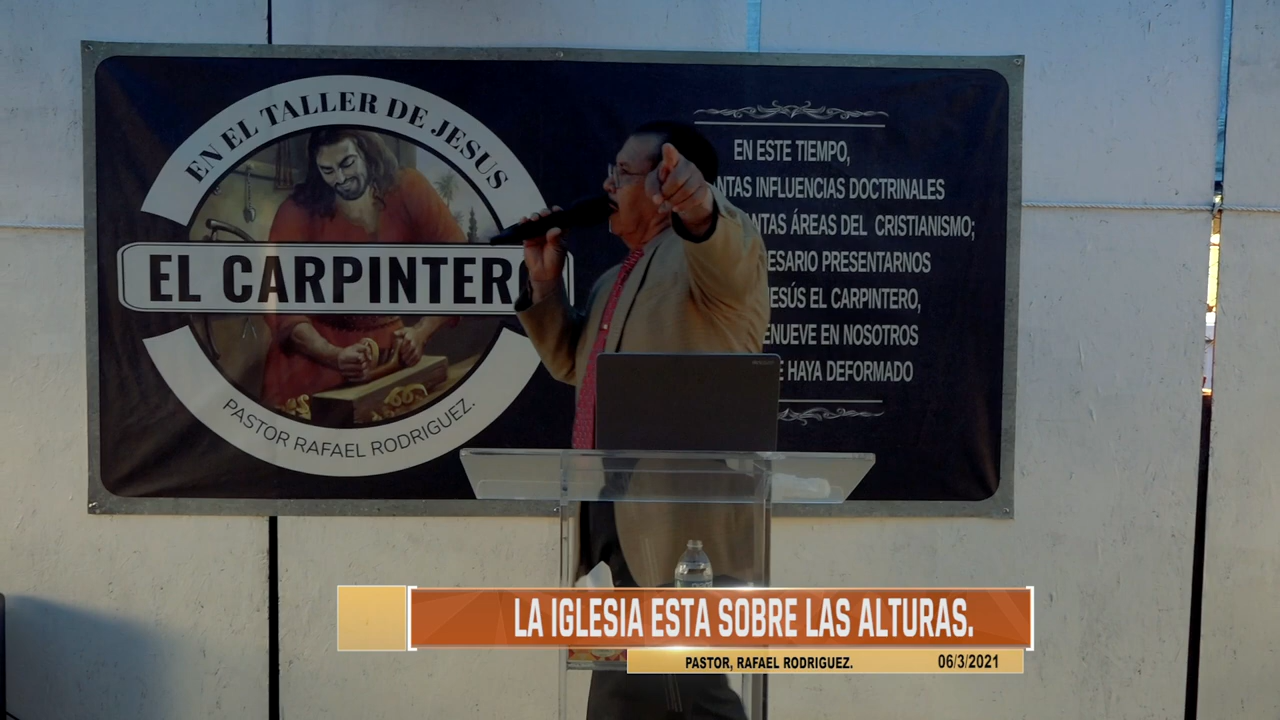 EN EL TALLER DE JESUS
EL CARPINTERO
PASTOR RAFAEL RODRIGUEZ.
EN ESTE TIEMPO,
INFLUENCIAS DOCTRINALES
ÁREAS DEL CRISTIANISMO;
PRESENTARNOS
EL CARPINTERO,
EN NOSOTROS
HAYA DEFORMADO
LA IGLESIA ESTA SOBRE LAS ALTURAS.
PASTOR, RAFAEL RODRIGUEZ. 06/3/2021